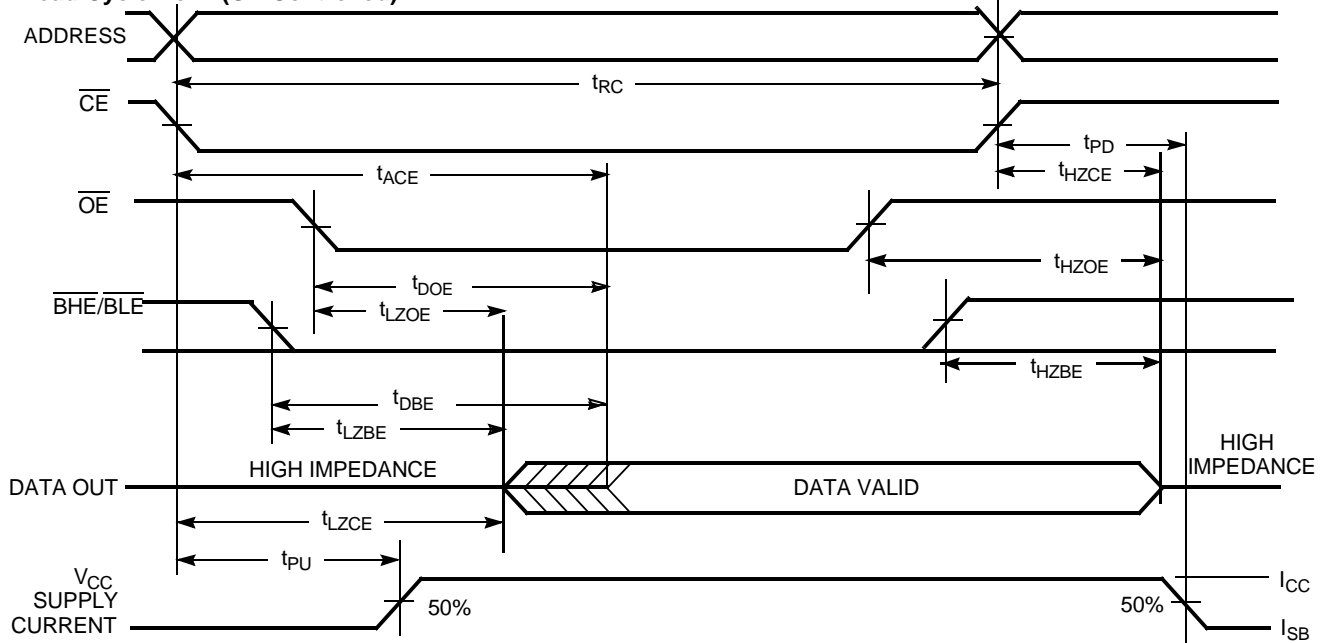 ADDRESS
tRC
CE
tPD
tACE
tHZCE
OE
tHZOE
tDOE
BHE/BLE
tLZOE
tHZBE
tDBE
tLZBE
HIGH IMPEDANCE
HIGH
IMPEDANCE
DATA OUT
DATA VALID
tLZCE
tPU
VCC
SUPPLY
CURRENT
50%
50%
ICC
ISB